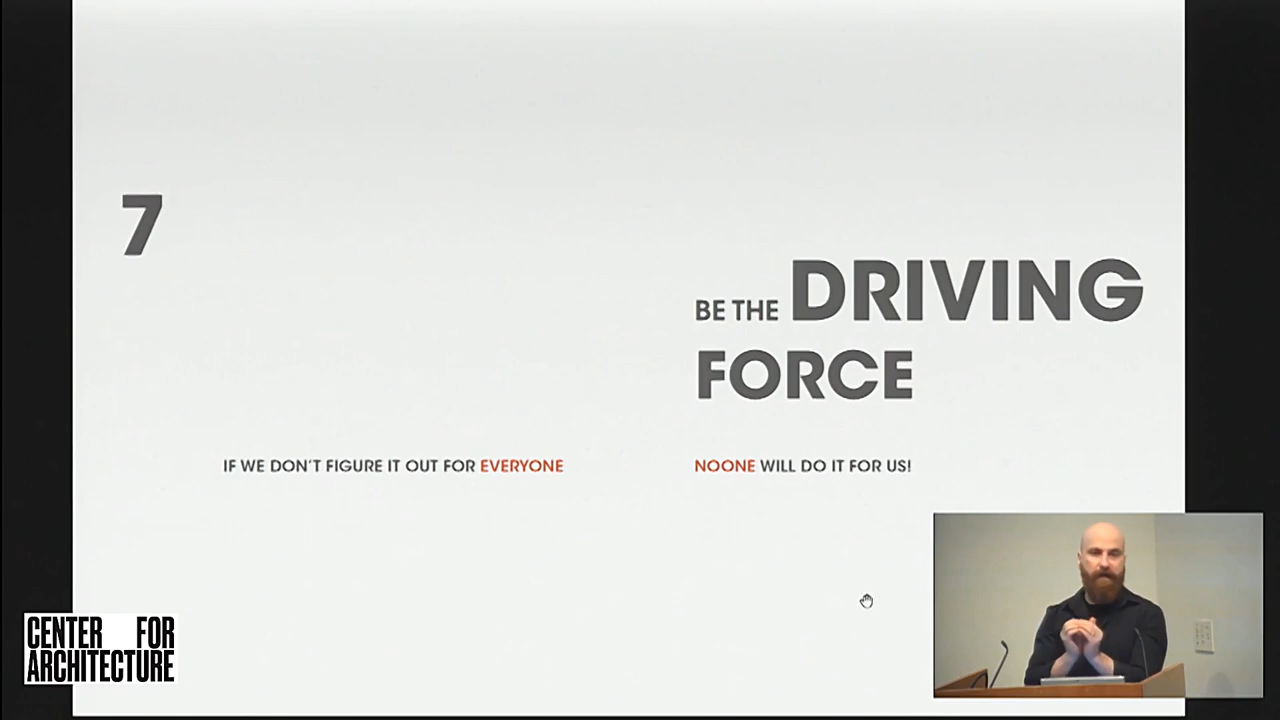 7
BE THE DRIVING
FORCE
IF WE DON'T FIGURE IT OUT FOR EVERYONE
NOONE WILL DO IT FOR US!
CENTER FOR
ARCHITECTURE